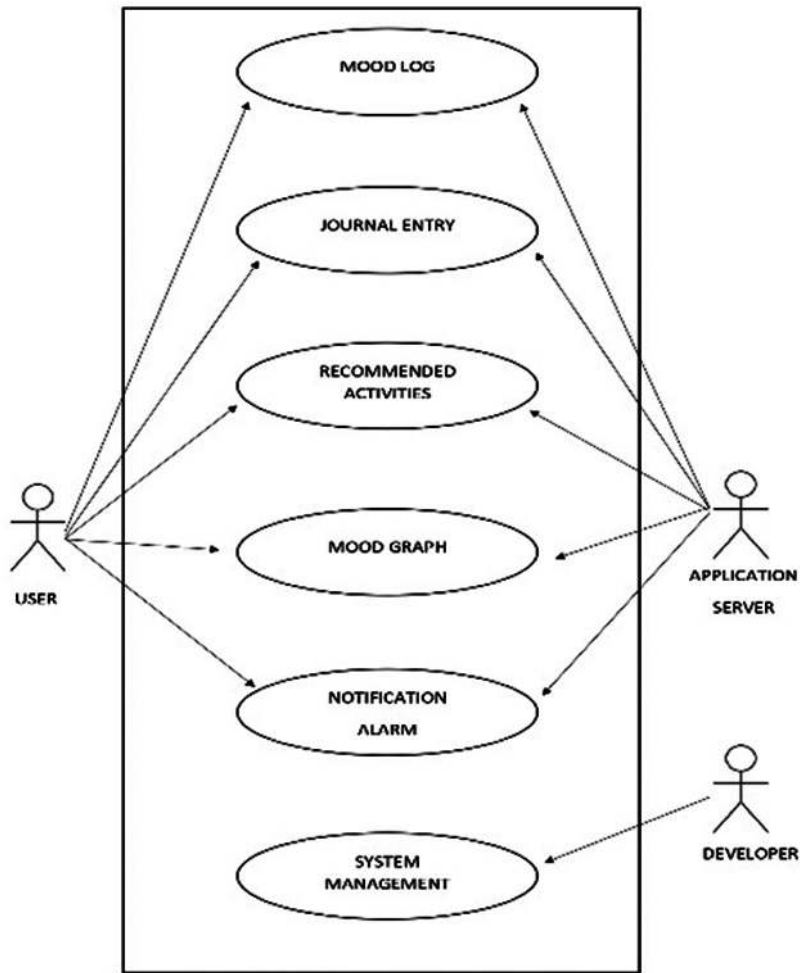 MOOD LOG
JOURNAL ENTRY
RECOMMENDED
ACTIVITIES
MOOD GRAPH
NOTIFICATION
ALARM
SYSTEM
MANAGEMENT
USER
APPLICATION
SERVER
DEVELOPER